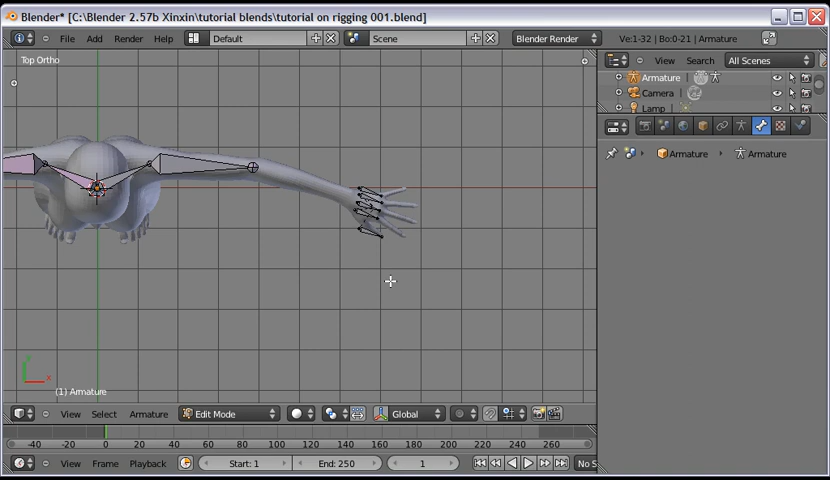 Blender* [C:\Blender 2.57b Xinxin\tutorial blends\tutorial on rigging 001.blend]
File Add Render Help Default Scene Blender Render Ve:1-32 | Bo:0-21 | Armature
Top Ortho
View Search All Scenes
Armature
Camera
Lamp
Armature Armature
y
x
(1) Armature
View Select Armature Edit Mode Global
-40 -20 0 20 40 60 80 100 120 140 160 180 200 220 240 260
View Frame Playback Start: 1 End: 250 1 No S